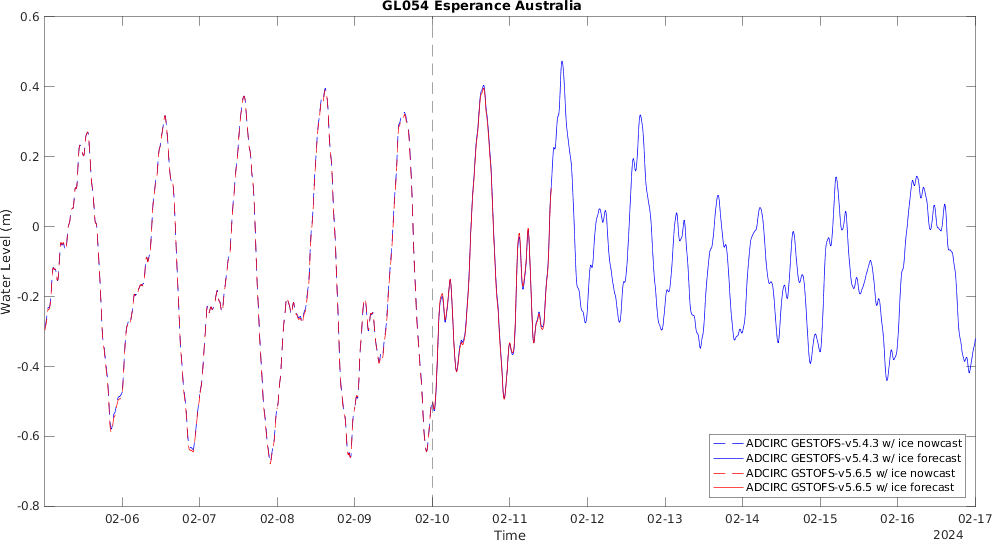 GL054 Esperance Australia
0.6
0.4
0.2
0
-0.2
-0.4
-0.6
-0.8
Water Level (m)
ADCIRC GESTOFS-v5.4.3 w/ ice nowcast
ADCIRC GESTOFS-v5.4.3 w/ ice forecast
ADCIRC GSTOFS-v5.6.5 w/ ice nowcast
ADCIRC GSTOFS-v5.6.5 w/ ice forecast
02-06 02-07 02-08 02-09 02-10 02-11 02-12 02-13 02-14 02-15 02-16 02-17
Time
2024